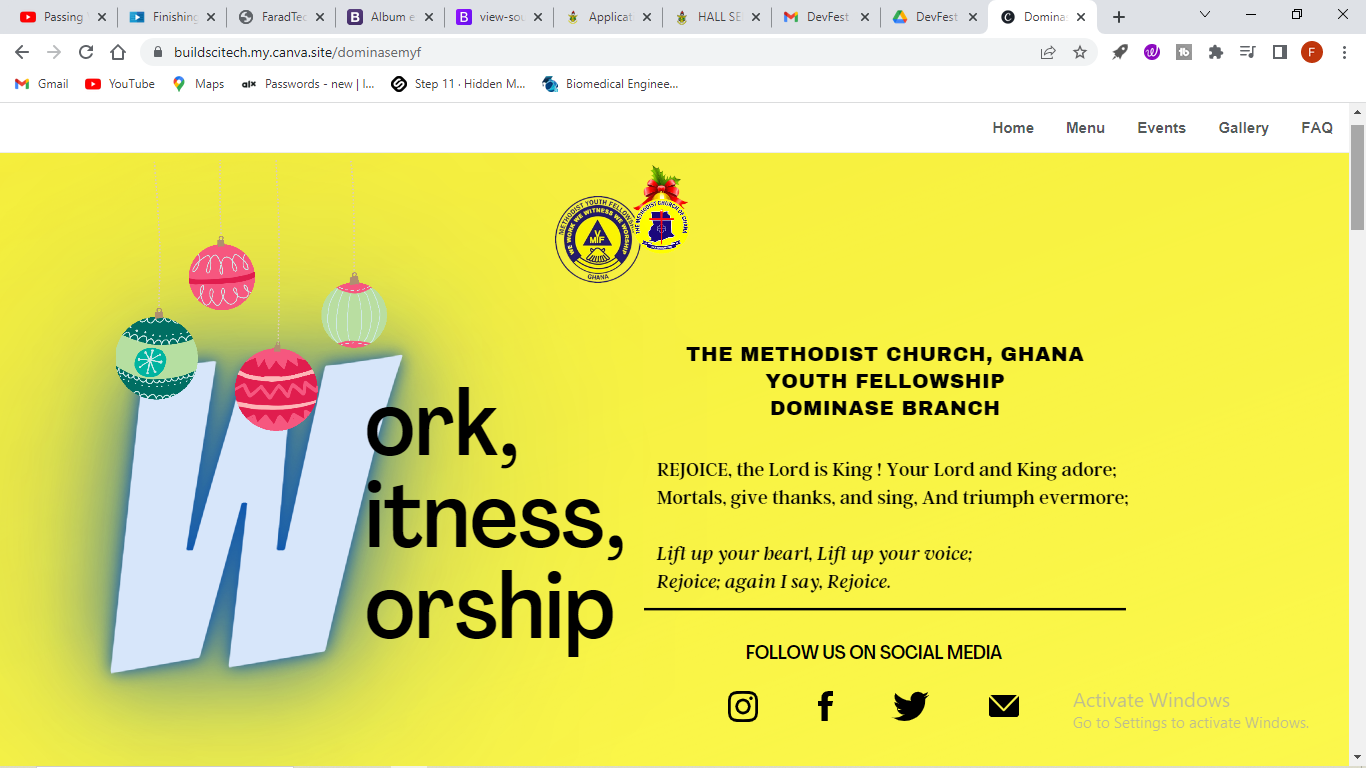 Passing
Finishing
FaradTec
Album e
view-sou
Applicat
HALL SE
DevFest
DevFest
Domina
buildscitech.my.canva.site/dominasemyf
F
Gmail
YouTube
Maps
alx Passwords - new | I...
Step 11 · Hidden M...
Biomedical Enginee...
Home Menu Events Gallery FAQ
METHODIST YOUTH FELLOWSHIP
WE WORK WE WITNESS WE WORSHIP
GHANA
THE METHODIST CHURCH OF GHANA
THE METHODIST CHURCH, GHANA
YOUTH FELLOWSHIP
DOMINASE BRANCH
W
ork,
itness,
orship
REJOICE, the Lord is King ! Your Lord and King adore;
Mortals, give thanks, and sing, And triumph evermore;
Lift up your heart, Lift up your voice;
Rejoice; again I say, Rejoice.
FOLLOW US ON SOCIAL MEDIA
Activate Windows
Go to Settings to activate Windows.